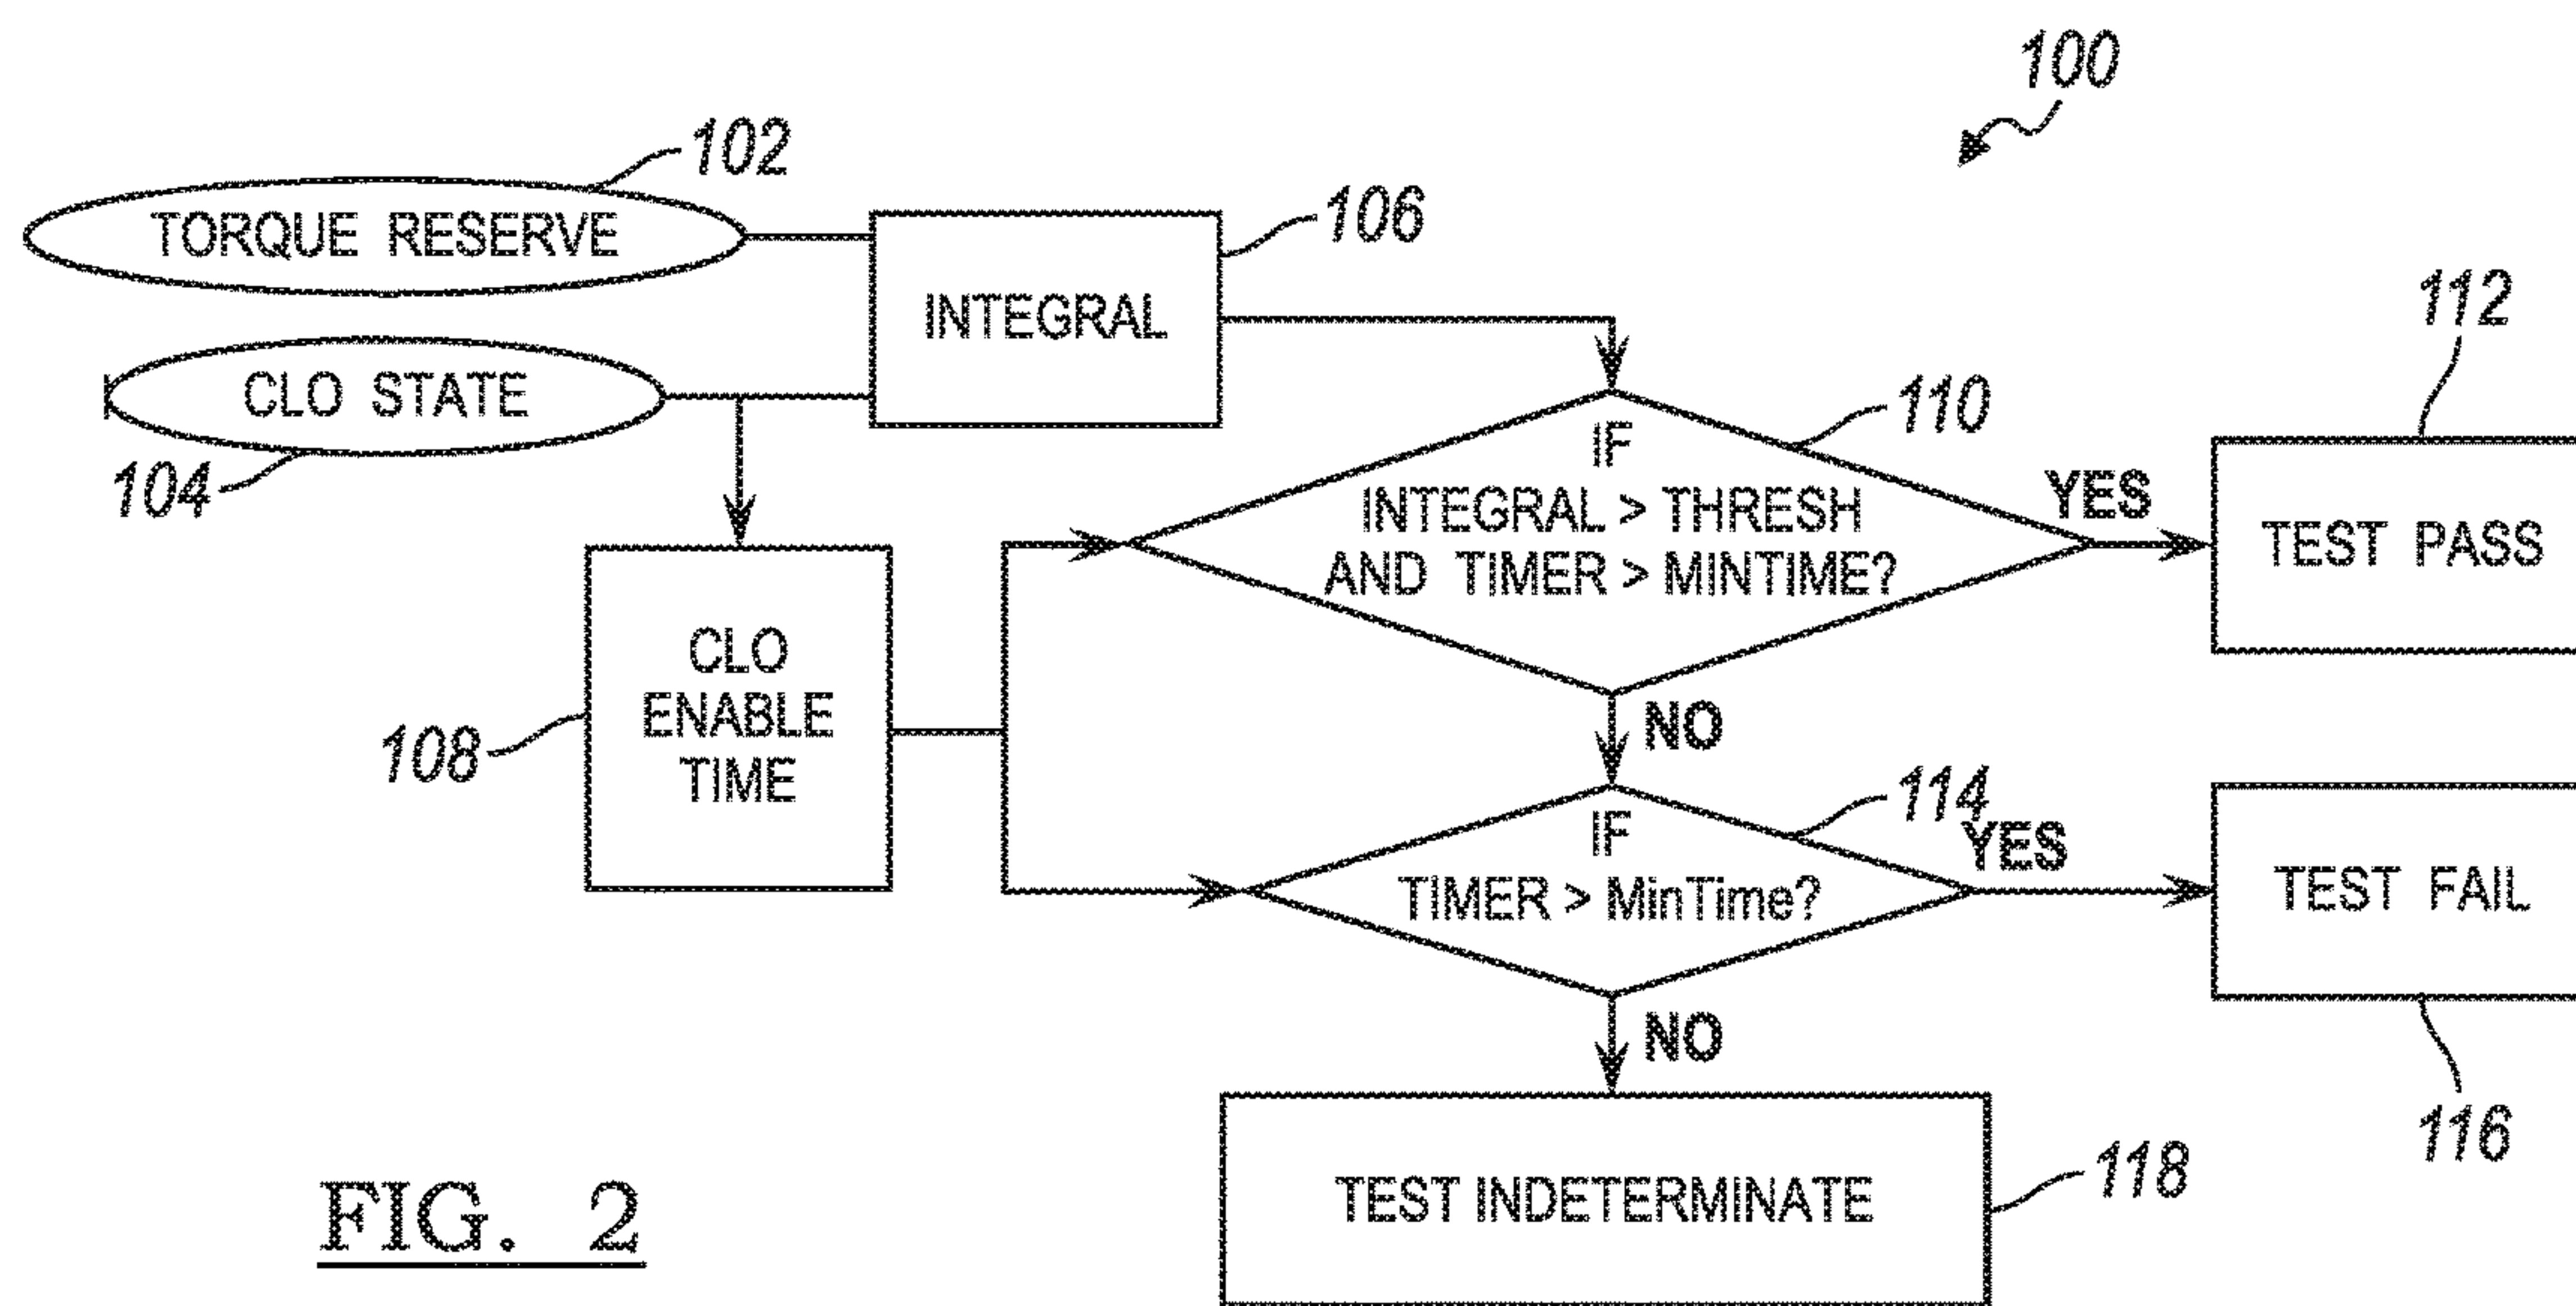 100
102
TORQUE RESERVE
106
INTEGRAL
CLO STATE
104
112
110
IF
INTEGRAL > THRESH
AND TIMER > MINTIME?
YES
TEST PASS
CLO
ENABLE
TIME
108
NO
114
IF
TIMER > MinTime?
YES
TEST FAIL
116
NO
TEST INDETERMINATE
118
FIG. 2